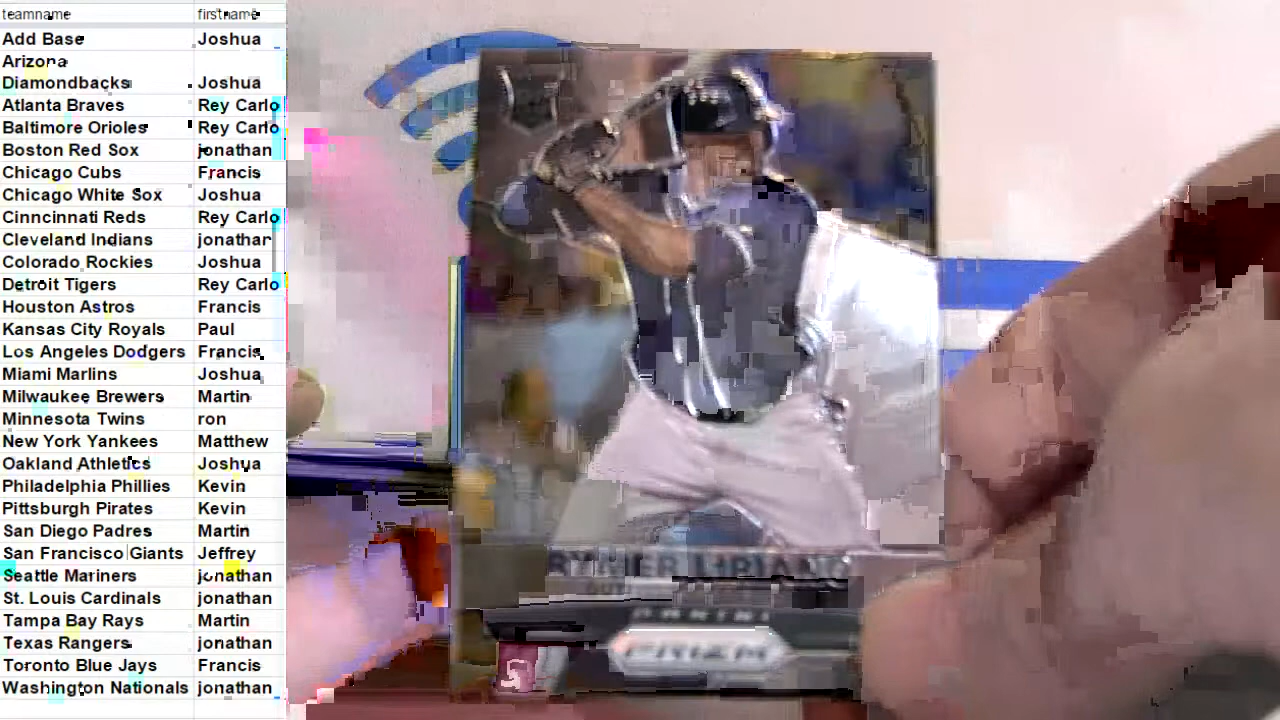 teamname firstname
Add Base Joshua
Arizona
Diamondbacks Joshua
Atlanta Braves Rey Carlo
Baltimore Orioles Rey Carlo
Boston Red Sox jonathan
Chicago Cubs Francis
Chicago White Sox Joshua
Cinncinnati Reds Rey Carlo
Cleveland Indians jonathan
Colorado Rockies Joshua
Detroit Tigers Rey Carlo
Houston Astros Francis
Kansas City Royals Paul
Los Angeles Dodgers Francis
Miami Marlins Joshua
Milwaukee Brewers Martin
Minnesota Twins ron
New York Yankees Matthew
Oakland Athletics Joshua
Philadelphia Phillies Kevin
Pittsburgh Pirates Kevin
San Diego Padres Martin
San Francisco Giants Jeffrey
Seattle Mariners jonathan
St. Louis Cardinals jonathan
Tampa Bay Rays Martin
Texas Rangers jonathan
Toronto Blue Jays Francis
Washington Nationals jonathan
RYMER LIRIANO
PANINI
PRIZM